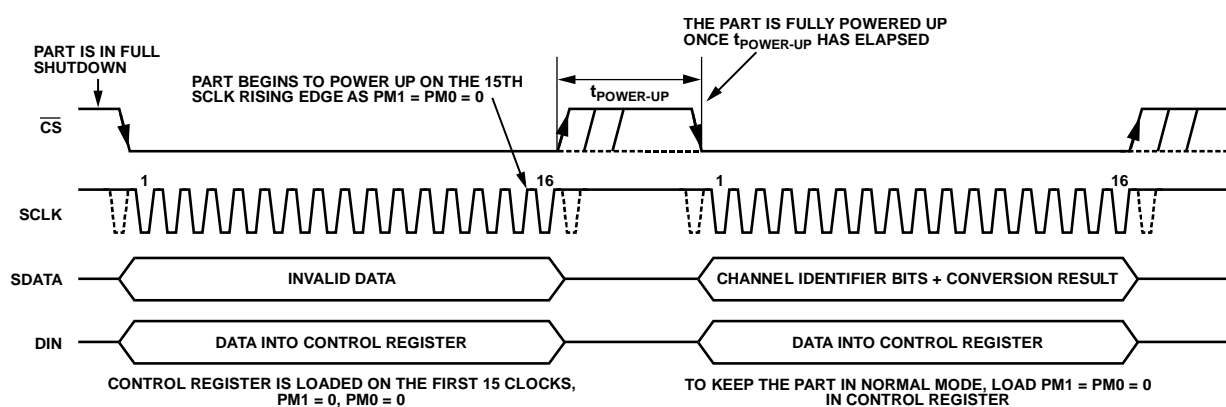 THE PART IS FULLY POWERED UP
ONCE tPOWER-UP HAS ELAPSED
PART IS IN FULL
SHUTDOWN
PART BEGINS TO POWER UP ON THE 15TH
SCLK RISING EDGE AS PM1 = PM0 = 0
tPOWER-UP
CS
1
16
1
16
SCLK
SDATA
INVALID DATA
CHANNEL IDENTIFIER BITS + CONVERSION RESULT
DIN
DATA INTO CONTROL REGISTER
DATA INTO CONTROL REGISTER
CONTROL REGISTER IS LOADED ON THE FIRST 15 CLOCKS,
PM1 = 0, PM0 = 0
TO KEEP THE PART IN NORMAL MODE, LOAD PM1 = PM0 = 0
IN CONTROL REGISTER